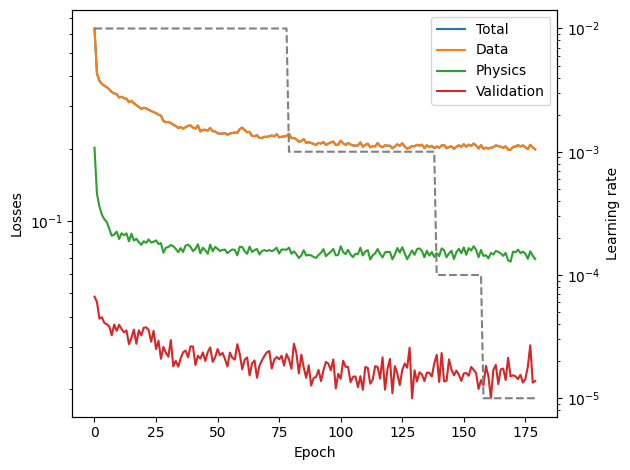 Total
Data
Physics
Validation
10⁻²
10⁻³
10⁻⁴
10⁻⁵
10⁻¹
Losses
Learning rate
0
25
50
75
100
125
150
175
Epoch